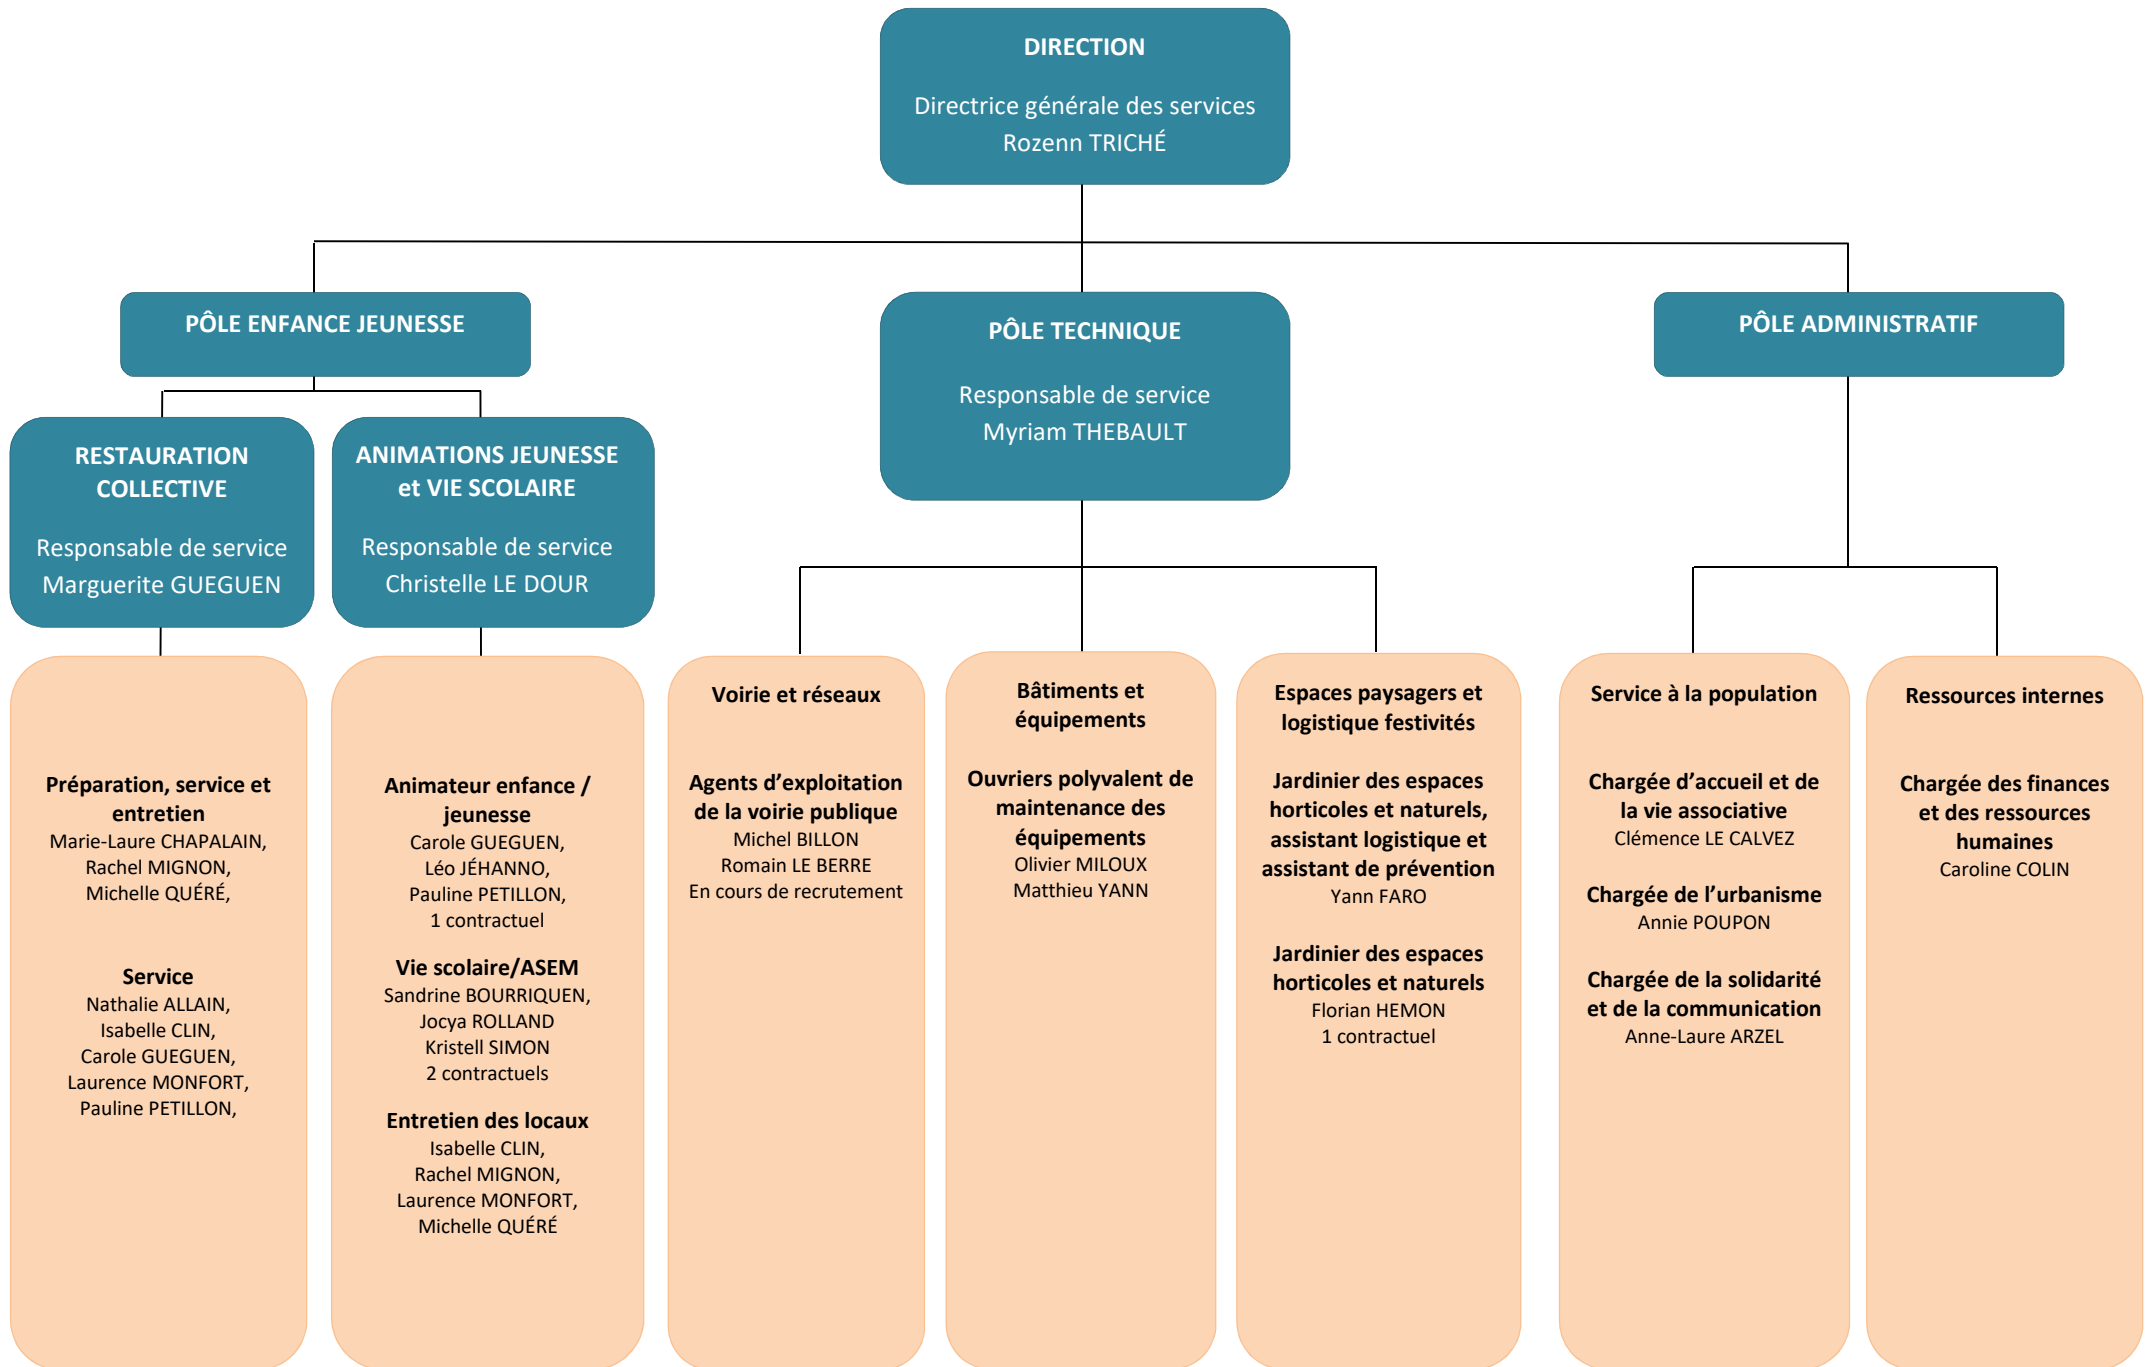 DIRECTION
Directrice générale des services
Rozenn TRICHÉ
PÔLE ENFANCE JEUNESSE
PÔLE TECHNIQUE
Responsable de service
Myriam THEBAULT
PÔLE ADMINISTRATIF
RESTAURATION
COLLECTIVE
Responsable de service
Marguerite GUEGUEN
ANIMATIONS JEUNESSE
et VIE SCOLAIRE
Responsable de service
Christelle LE DOUR
Préparation, service et
entretien
Marie-Laure CHAPALAIN,
Rachel MIGNON,
Michelle QUÉRÉ,
Service
Nathalie ALLAIN,
Isabelle CLIN,
Carole GUEGUEN,
Laurence MONFORT,
Pauline PETILLON,
Animateur enfance /
jeunesse
Carole GUEGUEN,
Léo JÉHANNO,
Pauline PETILLON,
1 contractuel
Vie scolaire/ASEM
Sandrine BOURRIQUEN,
Jocya ROLLAND
Kristell SIMON
2 contractuels
Entretien des locaux
Isabelle CLIN,
Rachel MIGNON,
Laurence MONFORT,
Michelle QUÉRÉ
Voirie et réseaux
Agents d’exploitation
de la voirie publique
Michel BILLON
Romain LE BERRE
En cours de recrutement
Bâtiments et
équipements
Ouvriers polyvalent de
maintenance des
équipements
Olivier MILOUX
Matthieu YANN
Espaces paysagers et
logistique festivités
Jardinier des espaces
horticoles et naturels,
assistant logistique et
assistant de prévention
Yann FARO
Jardinier des espaces
horticoles et naturels
Florian HEMON
1 contractuel
Service à la population
Chargée d’accueil et de
la vie associative
Clémence LE CALVEZ
Chargée de l’urbanisme
Annie POUPON
Chargée de la solidarité
et de la communication
Anne-Laure ARZEL
Ressources internes
Chargée des finances
et des ressources
humaines
Caroline COLIN